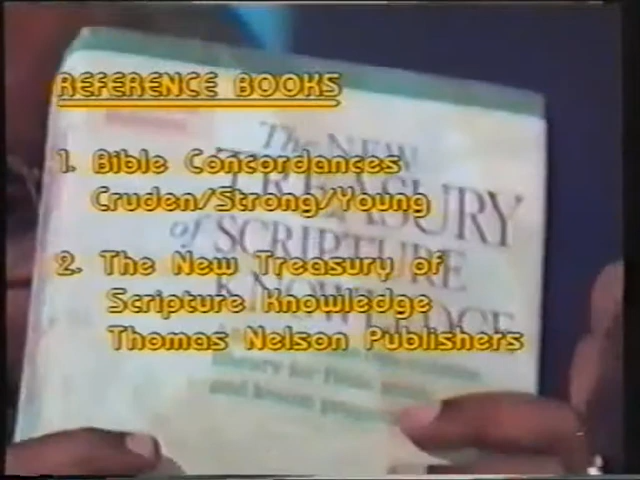 REFERENCE BOOKS
1. Bible Concordances
Cruden/Strong/Young
2. The New Treasury of
Scripture Knowledge
Thomas Nelson Publishers
The NEW
TREASURY
of SCRIPTURE
KNOWLEDGE